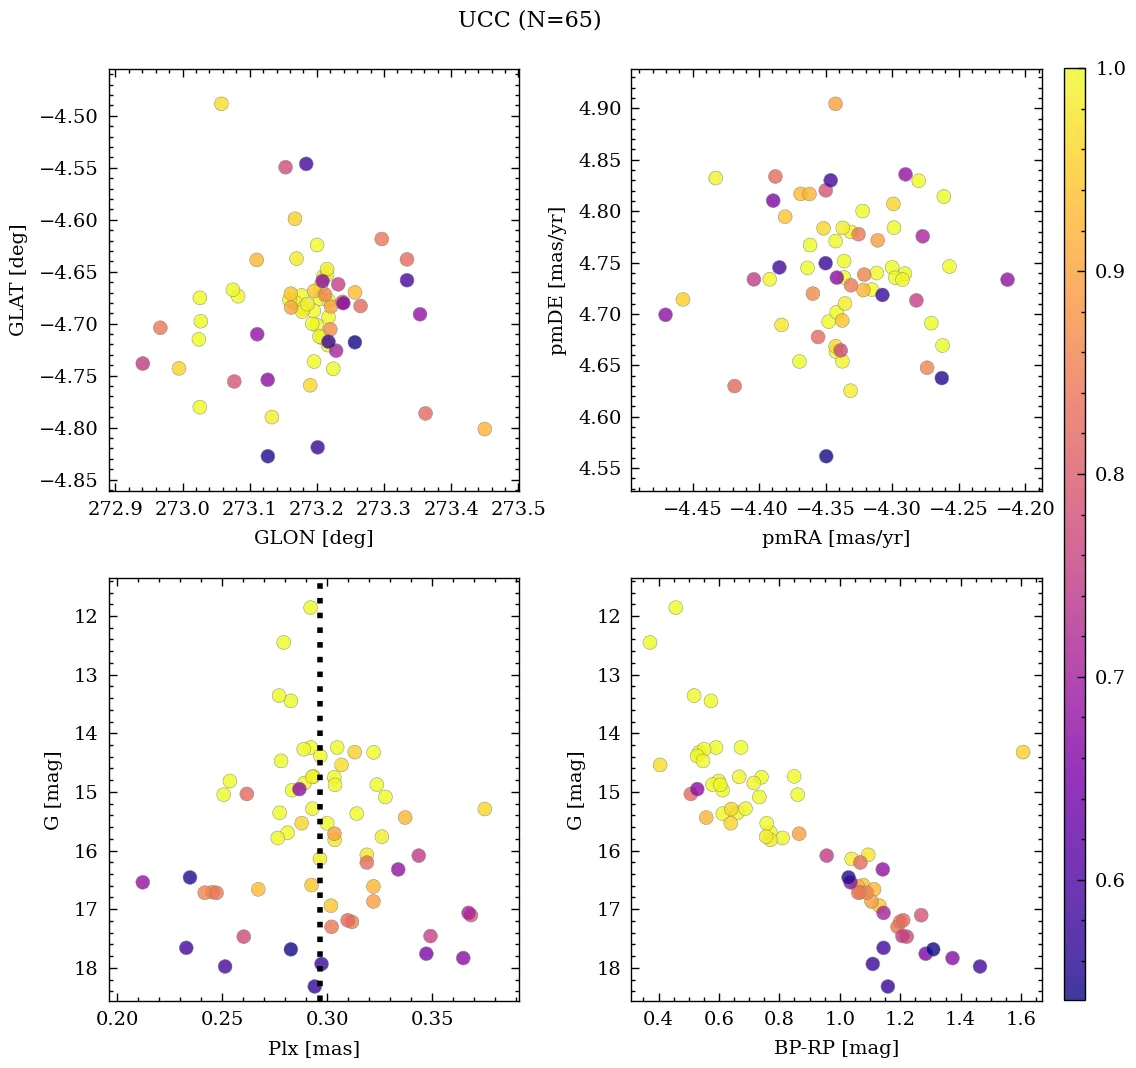 UCC (N=65)
−4.50
−4.55
−4.60
−4.65
−4.70
−4.75
−4.80
−4.85
GLAT [deg]
272.9 273.0 273.1 273.2 273.3 273.4 273.5
GLON [deg]
4.90
4.85
4.80
4.75
4.70
4.65
4.60
4.55
pmDE [mas/yr]
−4.45 −4.40 −4.35 −4.30 −4.25 −4.20
pmRA [mas/yr]
12
13
14
15
16
17
18
G [mag]
0.20 0.25 0.30 0.35
Plx [mas]
12
13
14
15
16
17
18
G [mag]
0.4 0.6 0.8 1.0 1.2 1.4 1.6
BP-RP [mag]
1.0
0.9
0.8
0.7
0.6